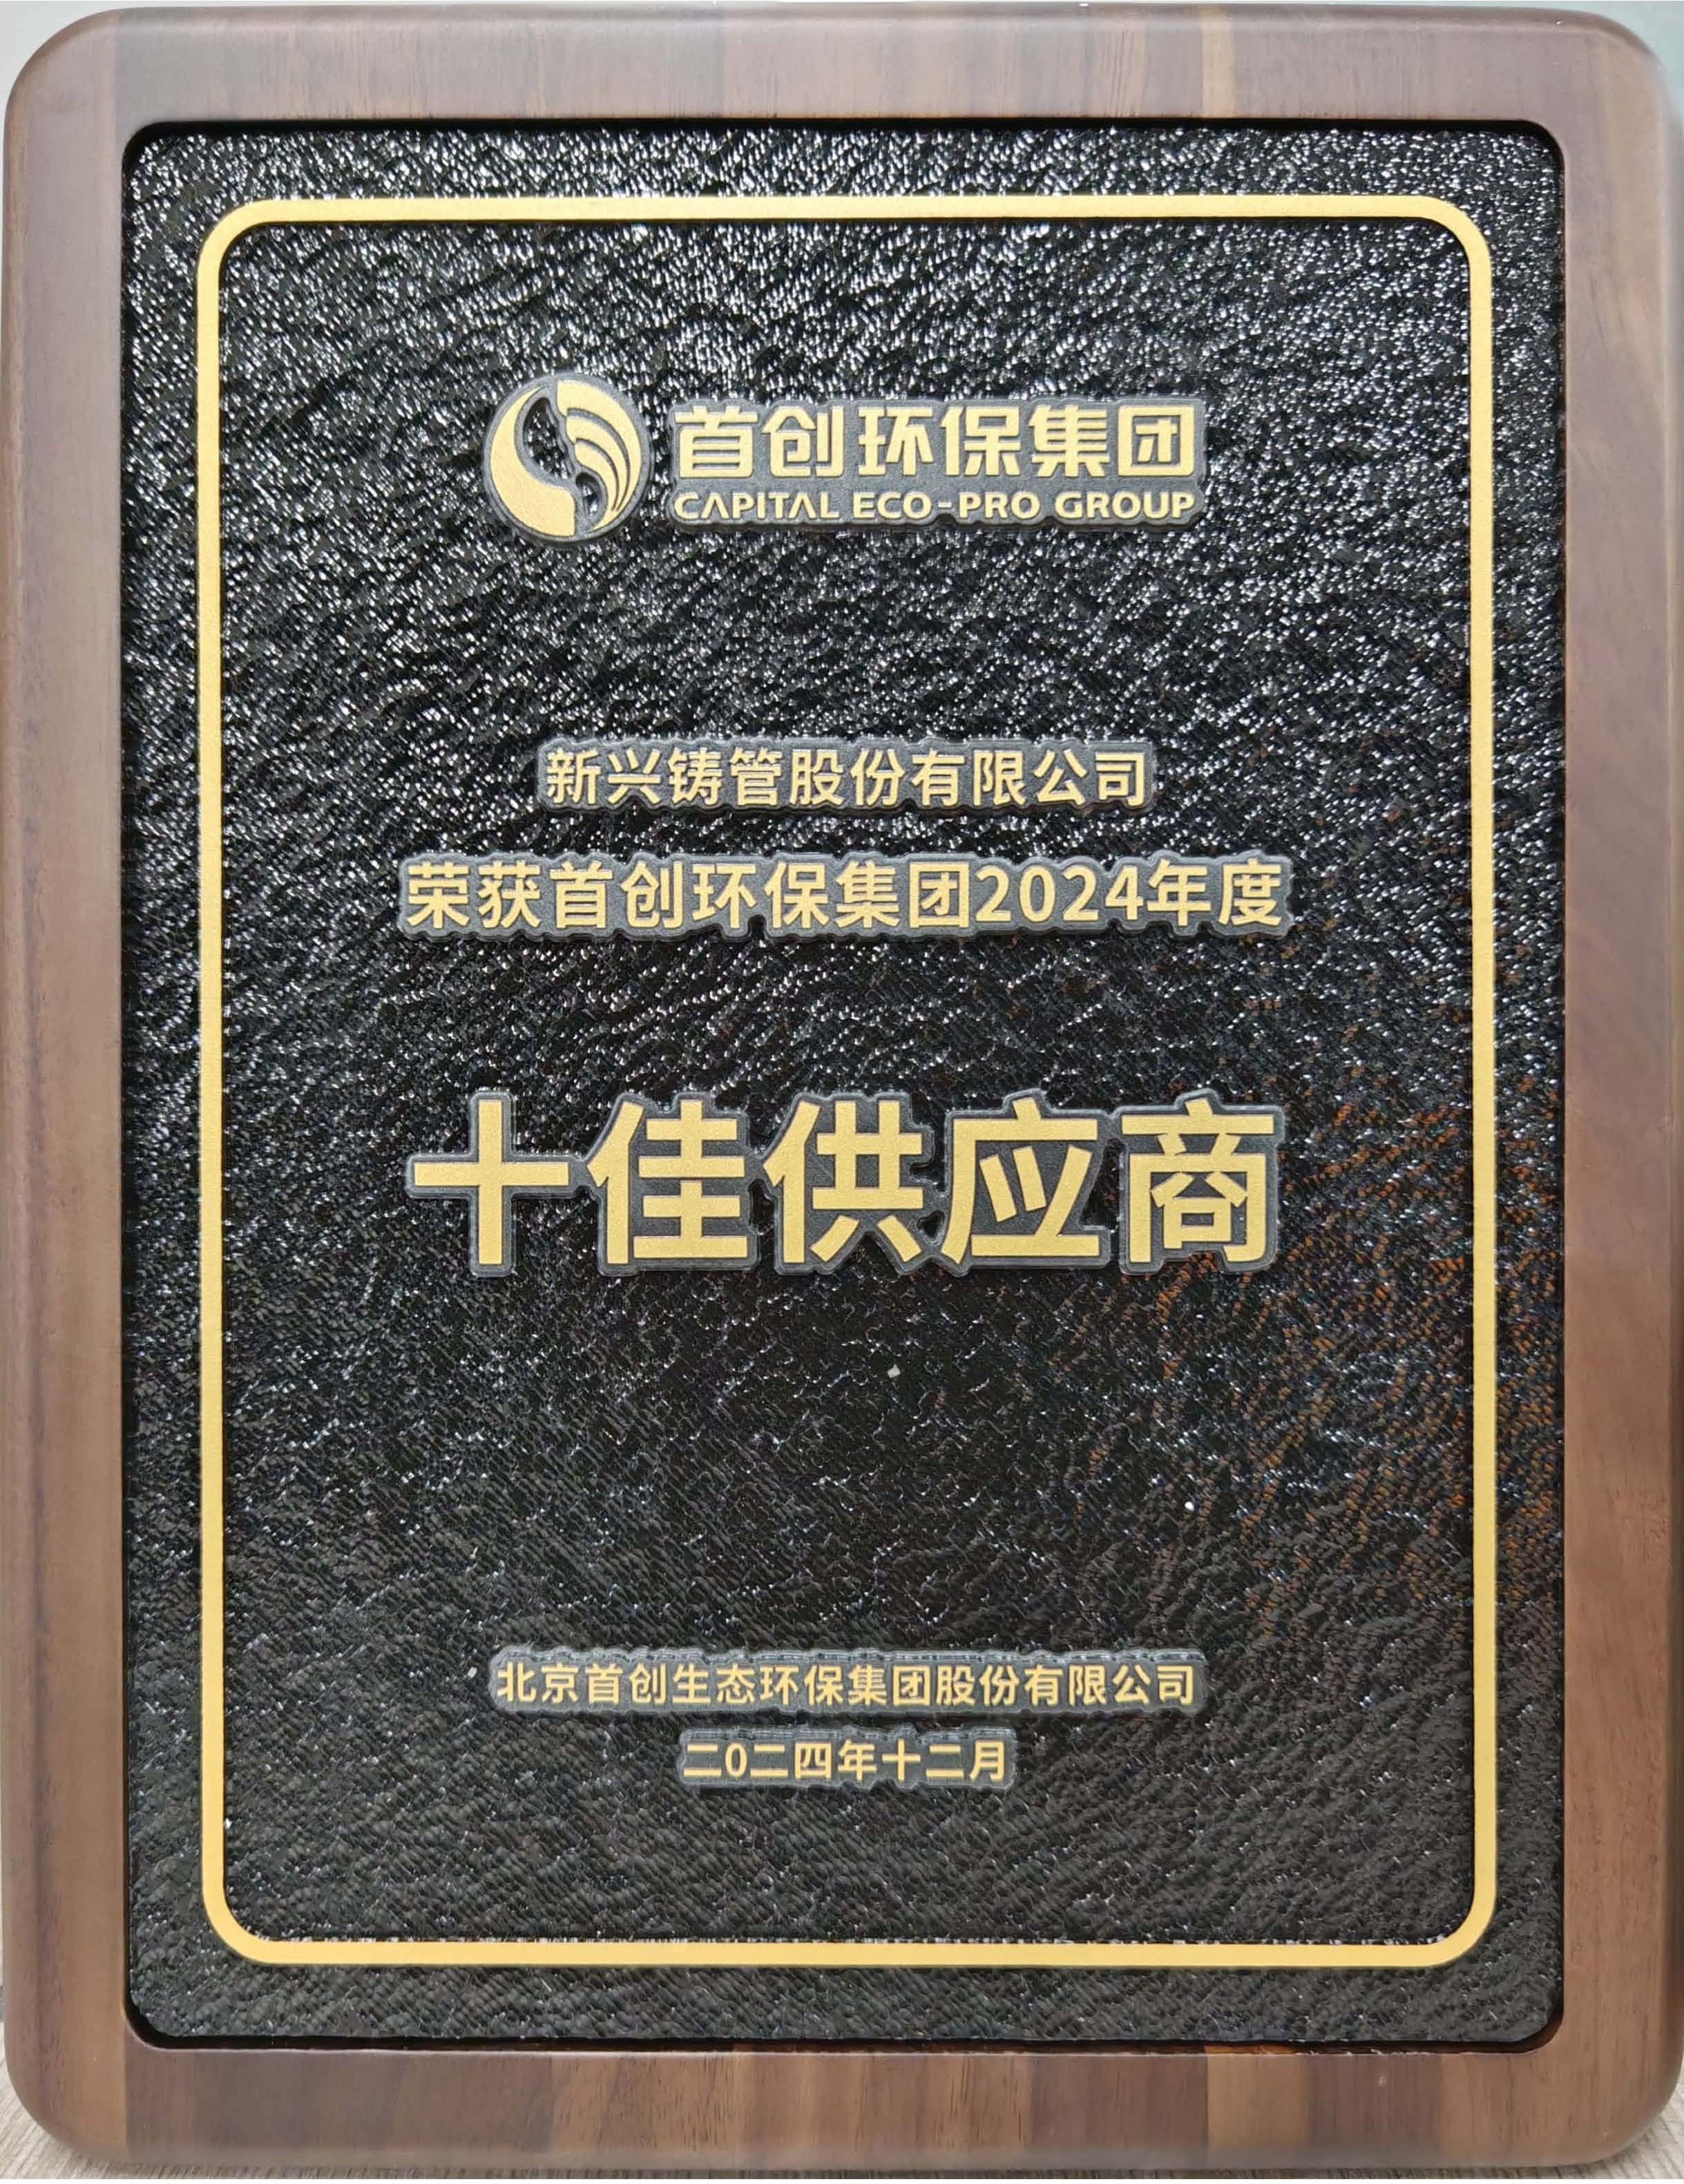 首创环保集团
CAPITAL ECO-PRO GROUP
新兴铸管股份有限公司
荣获首创环保集团2024年度
十佳供应商
北京首创生态环保集团股份有限公司
二0二四年十二月